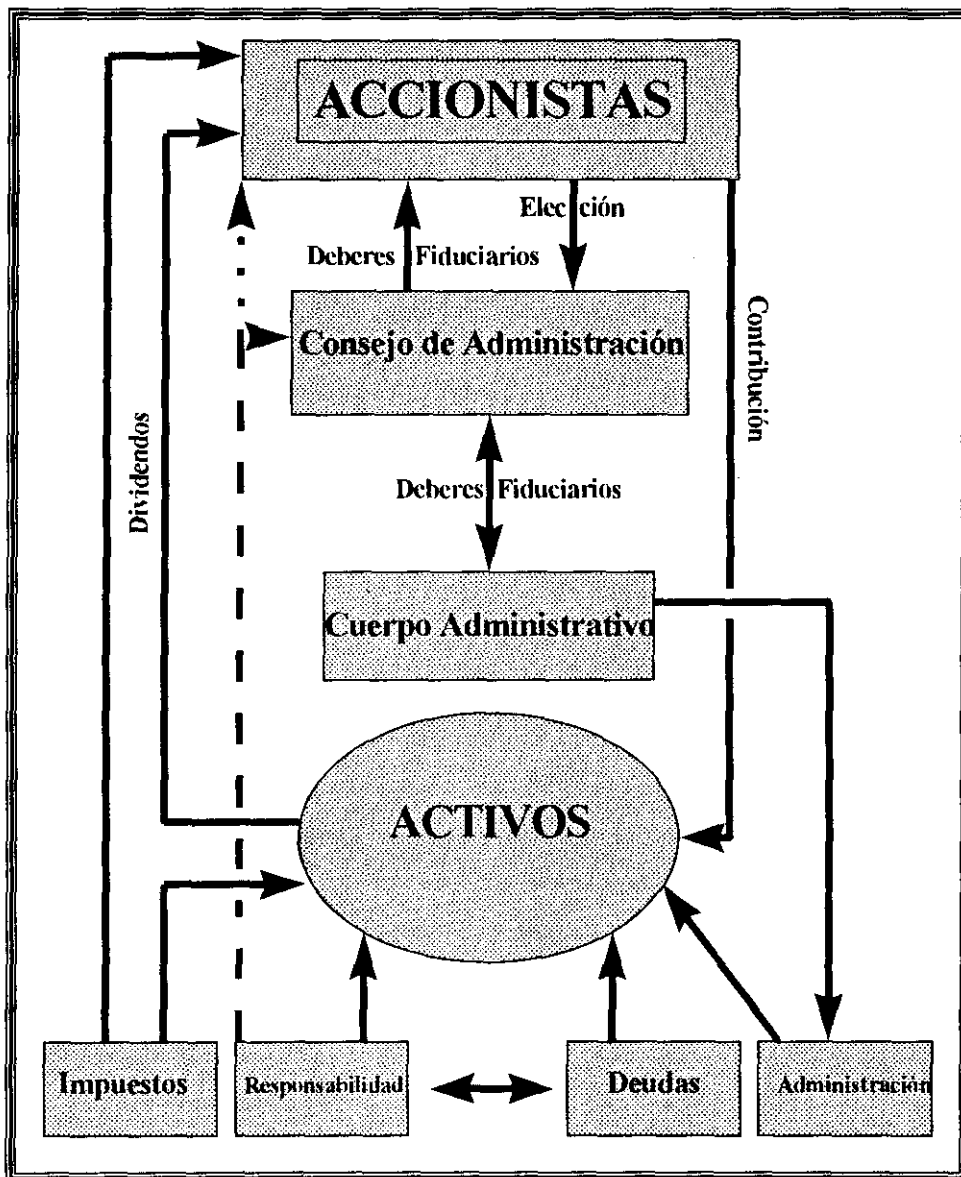 ACCIONISTAS
Elección
Deberes Fiduciarios
Consejo de Administración
Contribución
Dividendos
Deberes Fiduciarios
Cuerpo Administrativo
ACTIVOS
Impuestos
Responsabilidad
Deudas
Administración